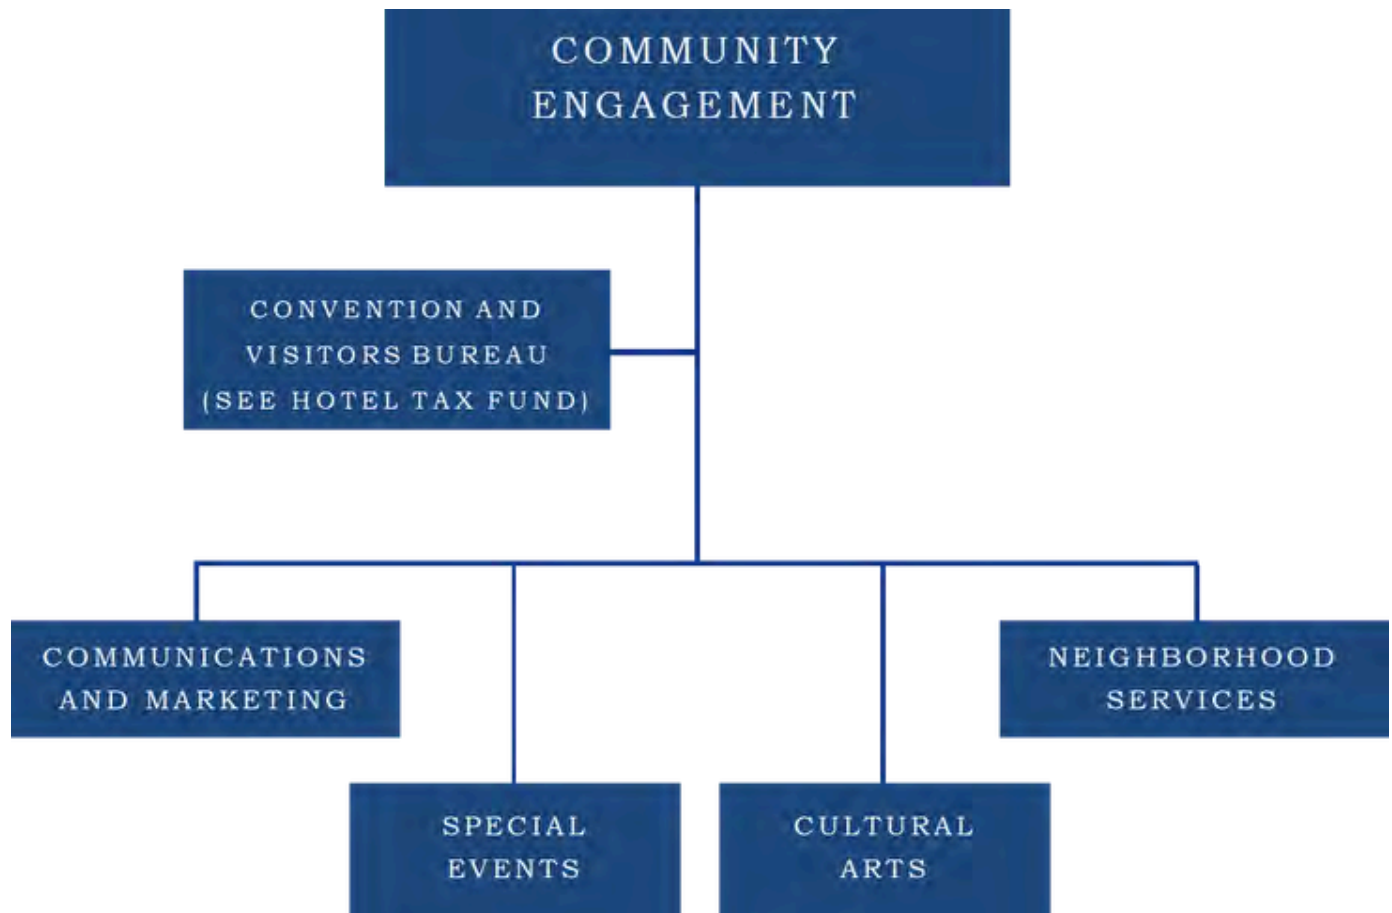 COMMUNITY
ENGAGEMENT
CONVENTION AND
VISITORS BUREAU
(SEE HOTEL TAX FUND)
COMMUNICATIONS
AND MARKETING
NEIGHBORHOOD
SERVICES
SPECIAL
EVENTS
CULTURAL
ARTS